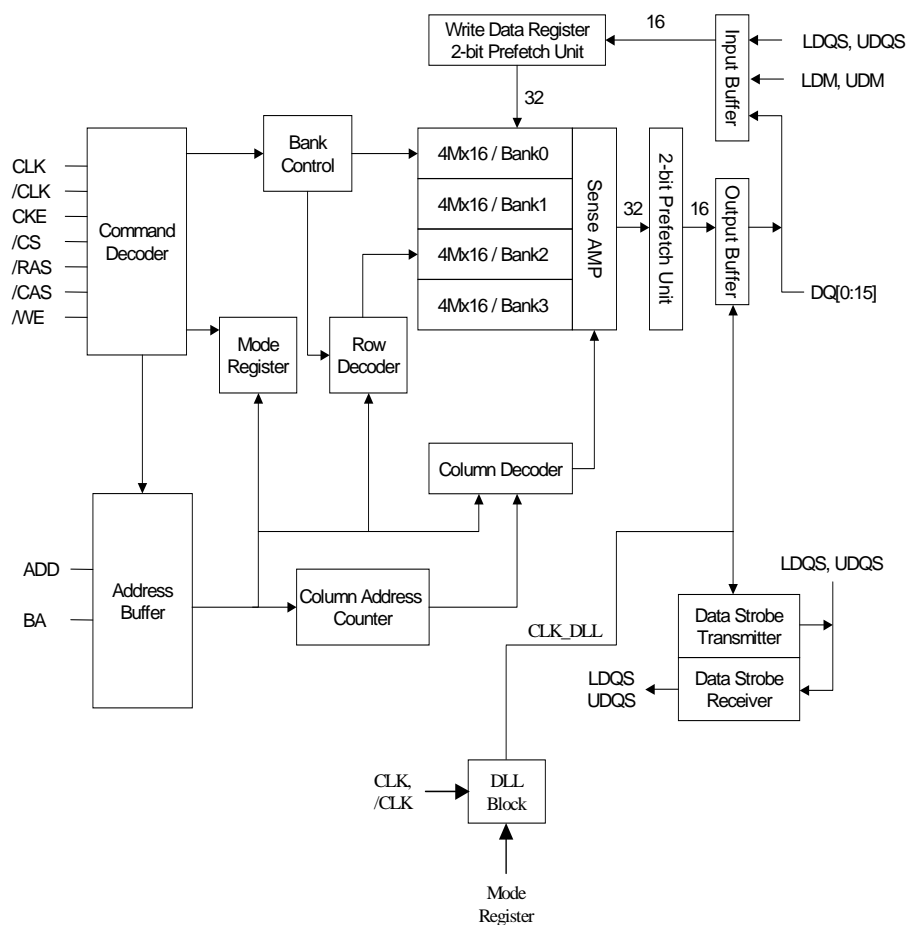 Write Data Register
2-bit Prefetch Unit
16
Input Buffer
LDQS, UDQS
LDM, UDM
32
Bank
Control
4Mx16 / Bank0
4Mx16 / Bank1
4Mx16 / Bank2
4Mx16 / Bank3
Sense AMP
32
2-bit Prefetch Unit
16
Output Buffer
DQ[0:15]
CLK
/CLK
CKE
/CS
/RAS
/CAS
/WE
Command
Decoder
Mode
Register
Row
Decoder
Column Decoder
ADD
BA
Address
Buffer
Column Address
Counter
CLK_DLL
LDQS, UDQS
Data Strobe
Transmitter
Data Strobe
Receiver
LDQS
UDQS
CLK,
/CLK
DLL
Block
Mode
Register